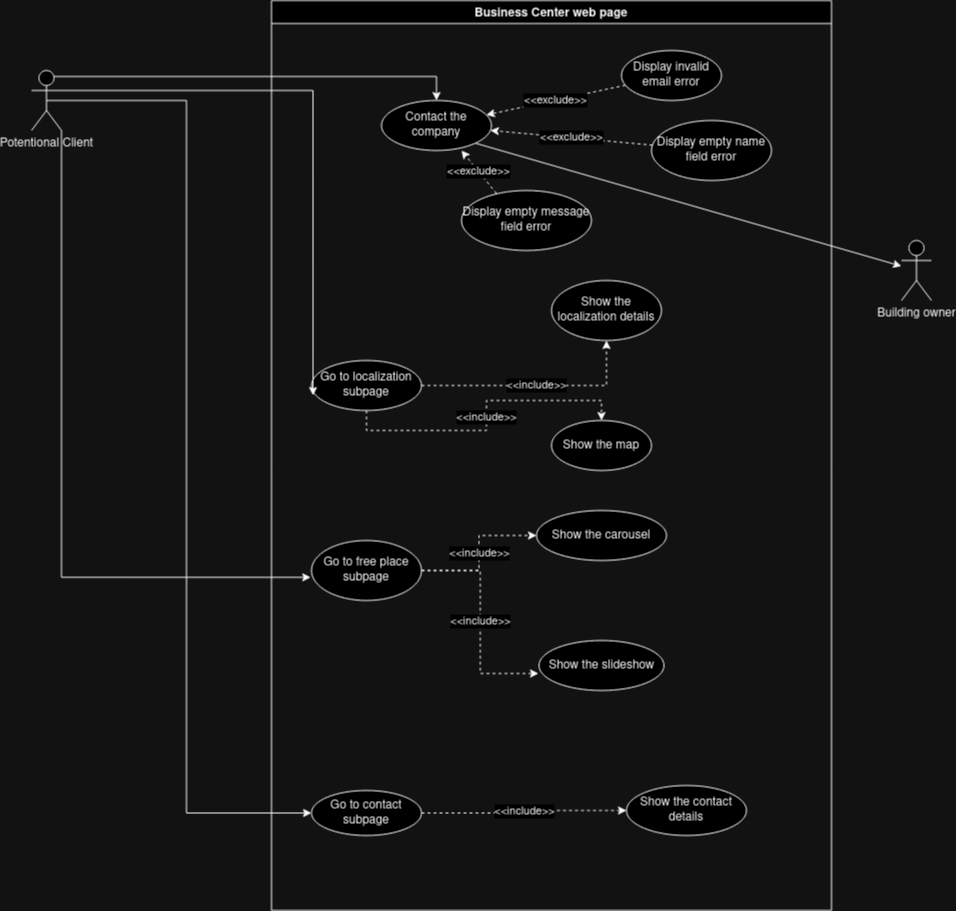 Business Center web page
Display invalid
email error
<<exclude>>
Contact the
company
<<exclude>>
Display empty name
field error
Potentional Client
<<exclude>>
Display empty message
field error
Building owner
Show the
localization details
Go to localization
subpage
<<include>>
<<include>>
Show the map
Show the carousel
<<include>>
Go to free place
subpage
<<include>>
Show the slideshow
Go to contact
subpage
<<include>>
Show the contact
details